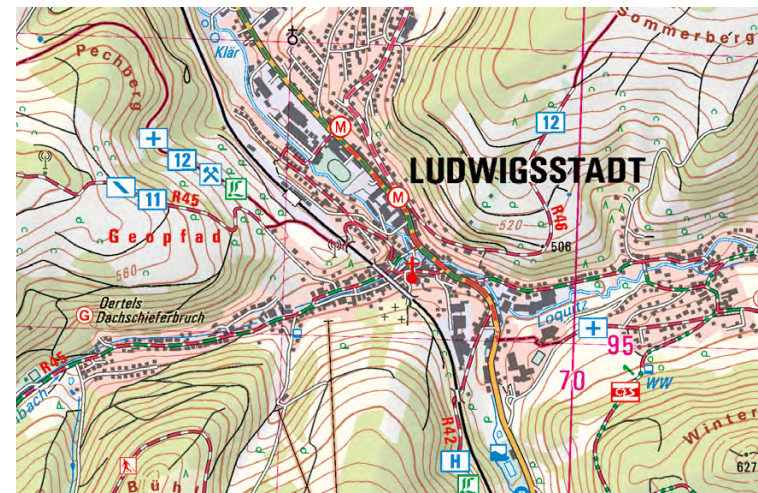 Klär
Sommerberg
Pechberg
12
M
12
LUDWIGSSTADT
11
R45
M
Geopfad
520
R46
506
560
Oertels
Dachschieferbruch
G
Loquitz
95
R45
70
WW
Winter
R42
H
627
Büh